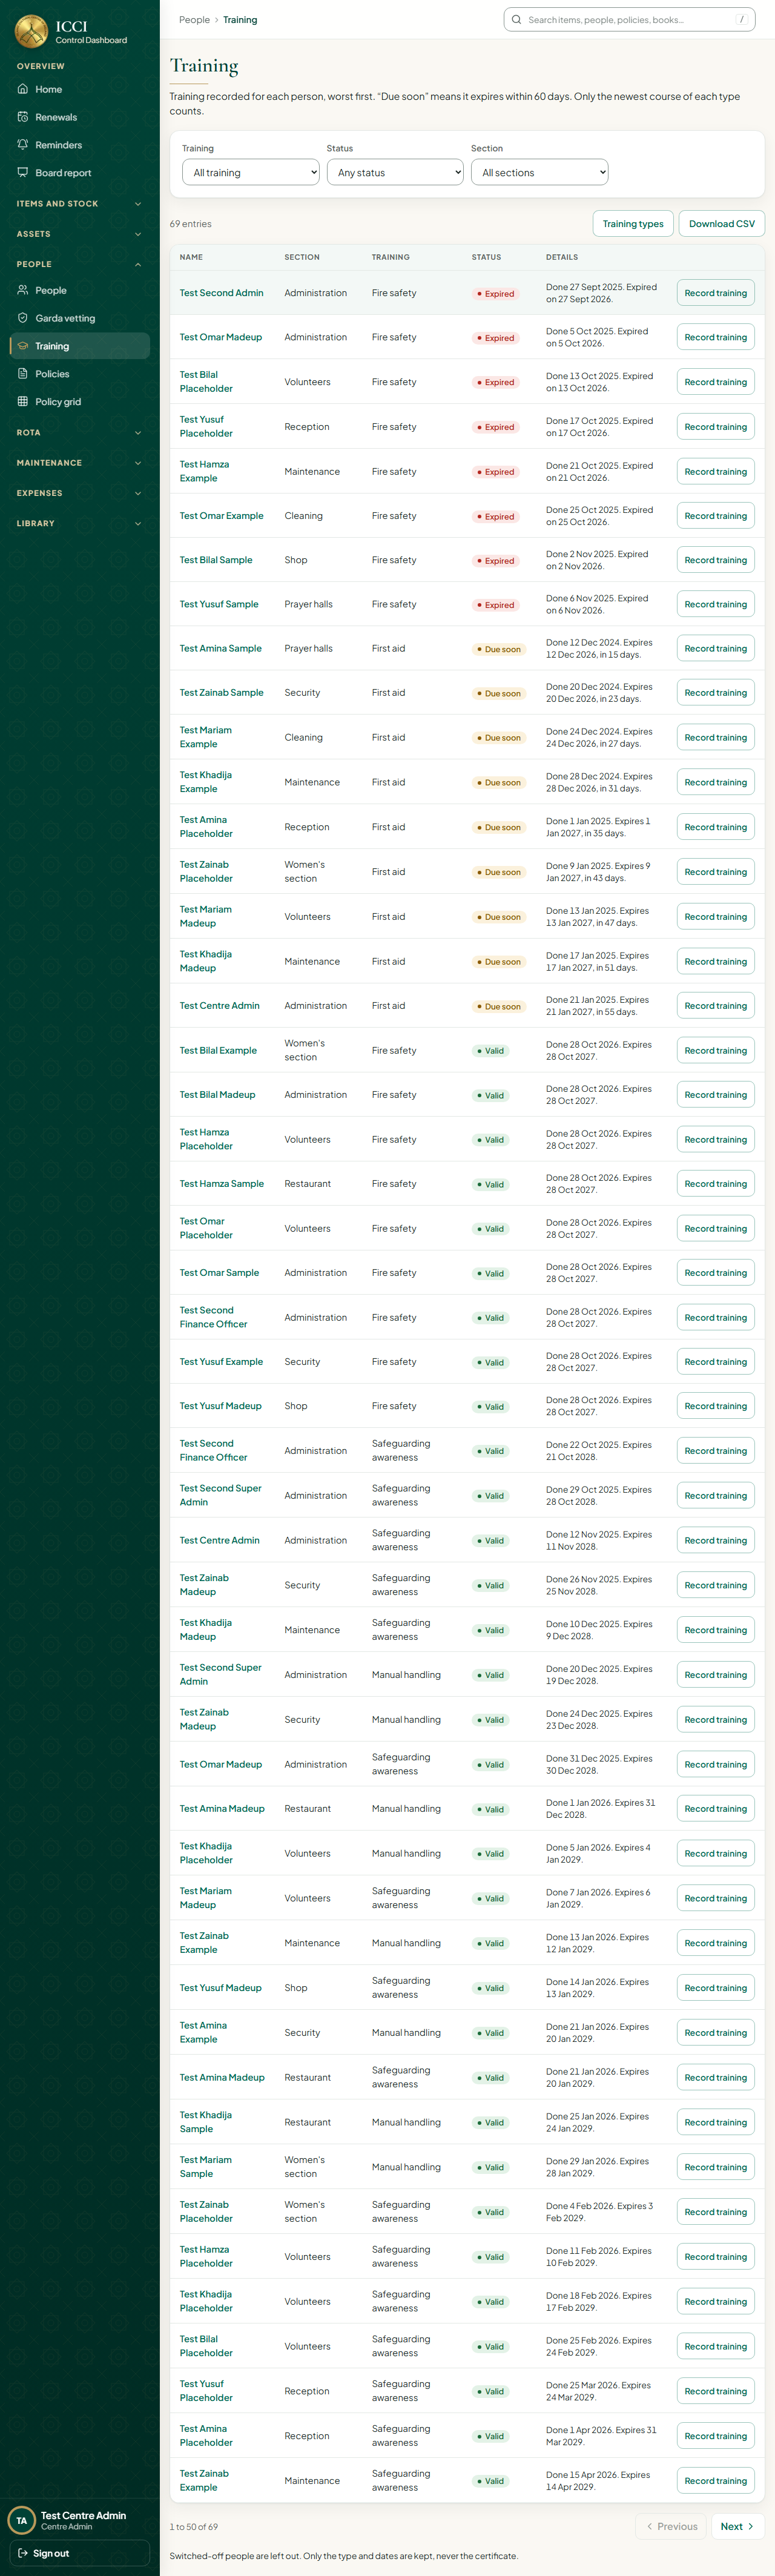 ICCI
Control Dashboard
OVERVIEW
Home
Renewals
Reminders
Board report
ITEMS AND STOCK
ASSETS
PEOPLE
People
Garda vetting
Training
Policies
Policy grid
ROTA
MAINTENANCE
EXPENSES
LIBRARY
TA
Test Centre Admin
Centre Admin
Sign out
People > Training
Search items, people, policies, books... /
Training
Training recorded for each person, worst first. “Due soon” means it expires within 60 days. Only the newest course of each type
counts.
Training Status Section
All training Any status All sections
69 entries Training types Download CSV
NAME SECTION TRAINING STATUS DETAILS
Test Second Admin Administration Fire safety Expired Done 27 Sept 2025. Expired on 27 Sept 2026. Record training
Test Omar Madeup Administration Fire safety Expired Done 5 Oct 2025. Expired on 5 Oct 2026. Record training
Test Bilal Placeholder Volunteers Fire safety Expired Done 13 Oct 2025. Expired on 13 Oct 2026. Record training
Test Yusuf Placeholder Reception Fire safety Expired Done 17 Oct 2025. Expired on 17 Oct 2026. Record training
Test Hamza Example Maintenance Fire safety Expired Done 21 Oct 2025. Expired on 21 Oct 2026. Record training
Test Omar Example Cleaning Fire safety Expired Done 25 Oct 2025. Expired on 25 Oct 2026. Record training
Test Bilal Sample Shop Fire safety Expired Done 2 Nov 2025. Expired on 2 Nov 2026. Record training
Test Yusuf Sample Prayer halls Fire safety Expired Done 6 Nov 2025. Expired on 6 Nov 2026. Record training
Test Amina Sample Prayer halls First aid Due soon Done 12 Dec 2024. Expires 12 Dec 2026, in 15 days. Record training
Test Zainab Sample Security First aid Due soon Done 20 Dec 2024. Expires 20 Dec 2026, in 23 days. Record training
Test Mariam Example Cleaning First aid Due soon Done 24 Dec 2024. Expires 24 Dec 2026, in 27 days. Record training
Test Khadija Example Maintenance First aid Due soon Done 28 Dec 2024. Expires 28 Dec 2026, in 31 days. Record training
Test Amina Placeholder Reception First aid Due soon Done 1 Jan 2025. Expires 1 Jan 2027, in 35 days. Record training
Test Zainab Placeholder Women's section First aid Due soon Done 9 Jan 2025. Expires 9 Jan 2027, in 43 days. Record training
Test Mariam Madeup Volunteers First aid Due soon Done 13 Jan 2025. Expires 13 Jan 2027, in 47 days. Record training
Test Khadija Madeup Maintenance First aid Due soon Done 17 Jan 2025. Expires 17 Jan 2027, in 51 days. Record training
Test Centre Admin Administration First aid Due soon Done 21 Jan 2025. Expires 21 Jan 2027, in 55 days. Record training
Test Bilal Example Women's section Fire safety Valid Done 28 Oct 2026. Expires 28 Oct 2027. Record training
Test Bilal Madeup Administration Fire safety Valid Done 28 Oct 2026. Expires 28 Oct 2027. Record training
Test Hamza Placeholder Volunteers Fire safety Valid Done 28 Oct 2026. Expires 28 Oct 2027. Record training
Test Hamza Sample Restaurant Fire safety Valid Done 28 Oct 2026. Expires 28 Oct 2027. Record training
Test Omar Placeholder Volunteers Fire safety Valid Done 28 Oct 2026. Expires 28 Oct 2027. Record training
Test Omar Sample Administration Fire safety Valid Done 28 Oct 2026. Expires 28 Oct 2027. Record training
Test Second Finance Officer Administration Fire safety Valid Done 28 Oct 2026. Expires 28 Oct 2027. Record training
Test Yusuf Example Security Fire safety Valid Done 28 Oct 2026. Expires 28 Oct 2027. Record training
Test Yusuf Madeup Shop Fire safety Valid Done 28 Oct 2026. Expires 28 Oct 2027. Record training
Test Second Finance Officer Administration Safeguarding awareness Valid Done 22 Oct 2025. Expires 21 Oct 2028. Record training
Test Second Super Admin Administration Safeguarding awareness Valid Done 29 Oct 2025. Expires 28 Oct 2028. Record training
Test Centre Admin Administration Safeguarding awareness Valid Done 12 Nov 2025. Expires 11 Nov 2028. Record training
Test Zainab Madeup Security Safeguarding awareness Valid Done 26 Nov 2025. Expires 25 Nov 2028. Record training
Test Khadija Madeup Maintenance Safeguarding awareness Valid Done 10 Dec 2025. Expires 9 Dec 2028. Record training
Test Second Super Admin Administration Manual handling Valid Done 20 Dec 2025. Expires 19 Dec 2028. Record training
Test Zainab Madeup Security Manual handling Valid Done 24 Dec 2025. Expires 23 Dec 2028. Record training
Test Omar Madeup Administration Safeguarding awareness Valid Done 31 Dec 2025. Expires 30 Dec 2028. Record training
Test Amina Madeup Restaurant Manual handling Valid Done 1 Jan 2026. Expires 31 Dec 2028. Record training
Test Khadija Placeholder Volunteers Manual handling Valid Done 5 Jan 2026. Expires 4 Jan 2029. Record training
Test Mariam Madeup Volunteers Safeguarding awareness Valid Done 7 Jan 2026. Expires 6 Jan 2029. Record training
Test Zainab Example Maintenance Manual handling Valid Done 13 Jan 2026. Expires 12 Jan 2029. Record training
Test Yusuf Madeup Shop Safeguarding awareness Valid Done 14 Jan 2026. Expires 13 Jan 2029. Record training
Test Amina Example Security Manual handling Valid Done 21 Jan 2026. Expires 20 Jan 2029. Record training
Test Amina Madeup Restaurant Safeguarding awareness Valid Done 21 Jan 2026. Expires 20 Jan 2029. Record training
Test Khadija Sample Restaurant Manual handling Valid Done 25 Jan 2026. Expires 24 Jan 2029. Record training
Test Mariam Sample Women's section Manual handling Valid Done 29 Jan 2026. Expires 28 Jan 2029. Record training
Test Zainab Placeholder Women's section Safeguarding awareness Valid Done 4 Feb 2026. Expires 3 Feb 2029. Record training
Test Hamza Placeholder Volunteers Safeguarding awareness Valid Done 11 Feb 2026. Expires 10 Feb 2029. Record training
Test Khadija Placeholder Volunteers Safeguarding awareness Valid Done 18 Feb 2026. Expires 17 Feb 2029. Record training
Test Bilal Placeholder Volunteers Safeguarding awareness Valid Done 25 Feb 2026. Expires 24 Feb 2029. Record training
Test Yusuf Placeholder Reception Safeguarding awareness Valid Done 25 Mar 2026. Expires 24 Mar 2029. Record training
Test Amina Placeholder Reception Safeguarding awareness Valid Done 1 Apr 2026. Expires 31 Mar 2029. Record training
Test Zainab Example Maintenance Safeguarding awareness Valid Done 15 Apr 2026. Expires 14 Apr 2029. Record training
1 to 50 of 69 Previous Next
Switched-off people are left out. Only the type and dates are kept, never the certificate.